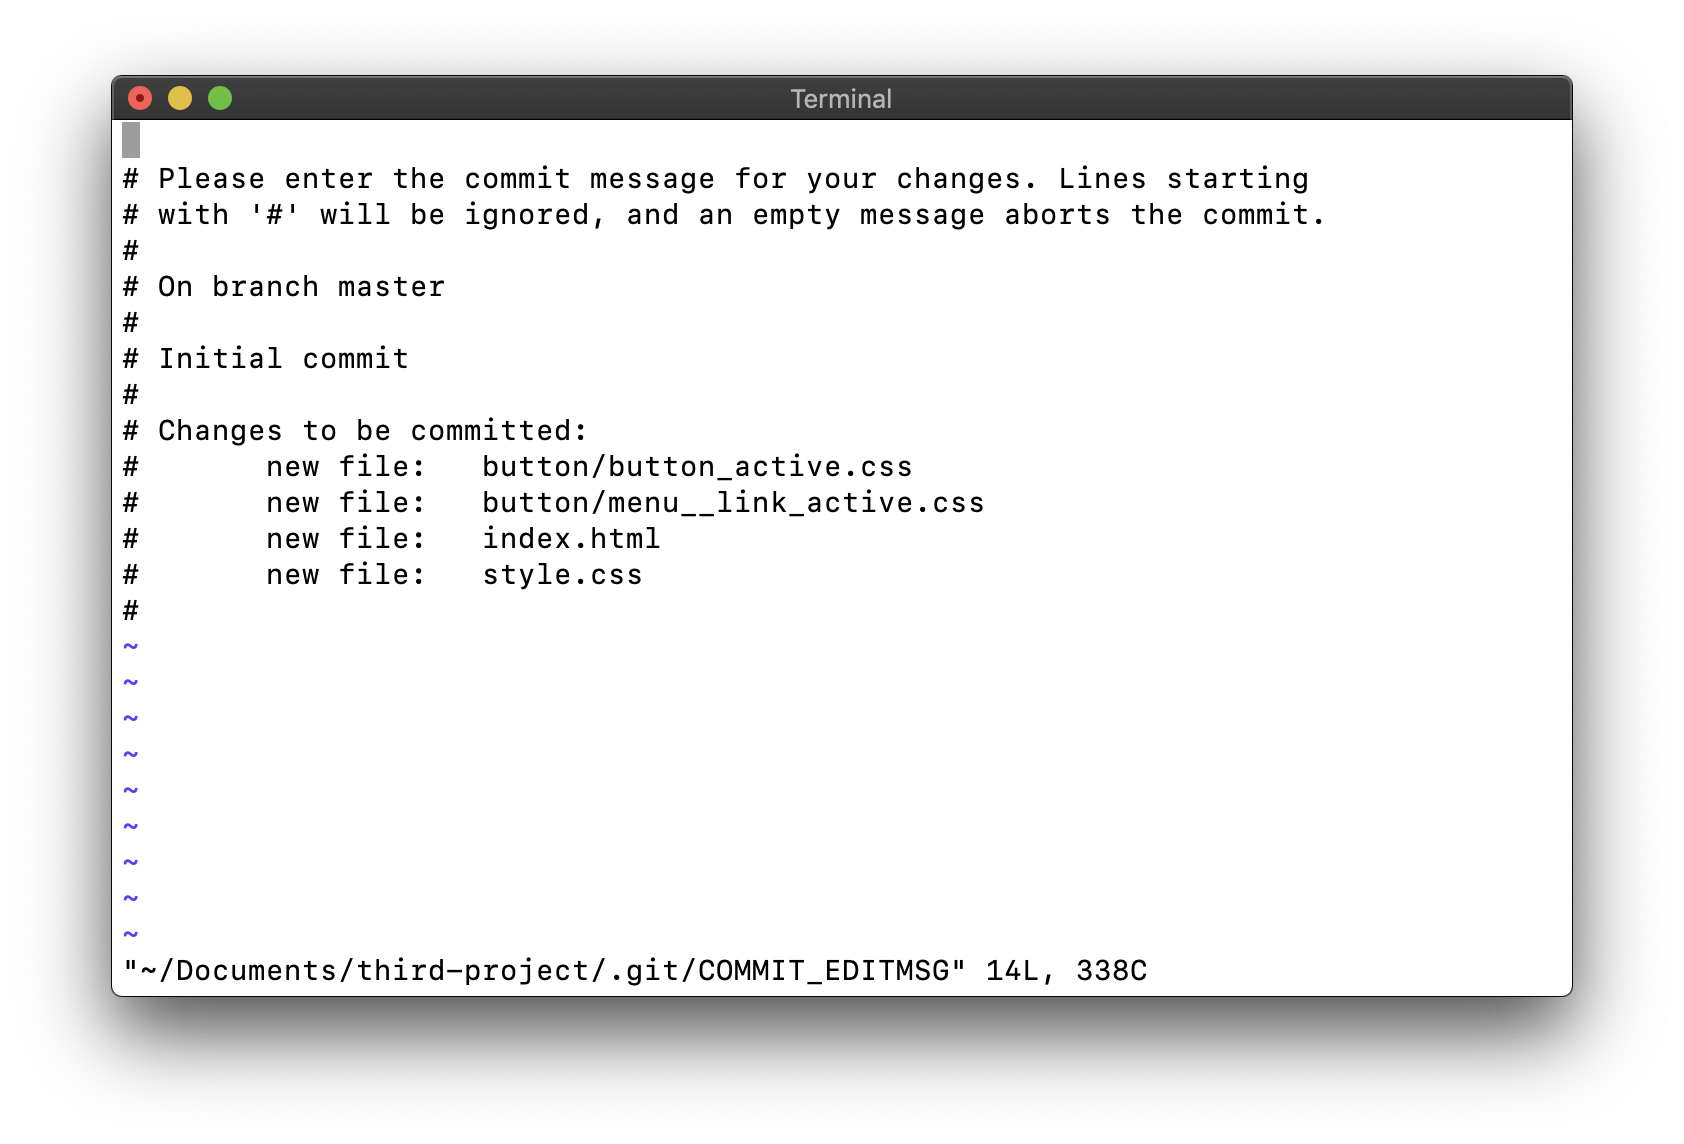 Terminal
# Please enter the commit message for your changes. Lines starting
# with '#' will be ignored, and an empty message aborts the commit.
#
# On branch master
#
# Initial commit
#
# Changes to be committed:
#       new file:   button/button_active.css
#       new file:   button/menu__link_active.css
#       new file:   index.html
#       new file:   style.css
#
~
~
~
~
~
~
~
~
~
"~/Documents/third-project/.git/COMMIT_EDITMSG" 14L, 338C